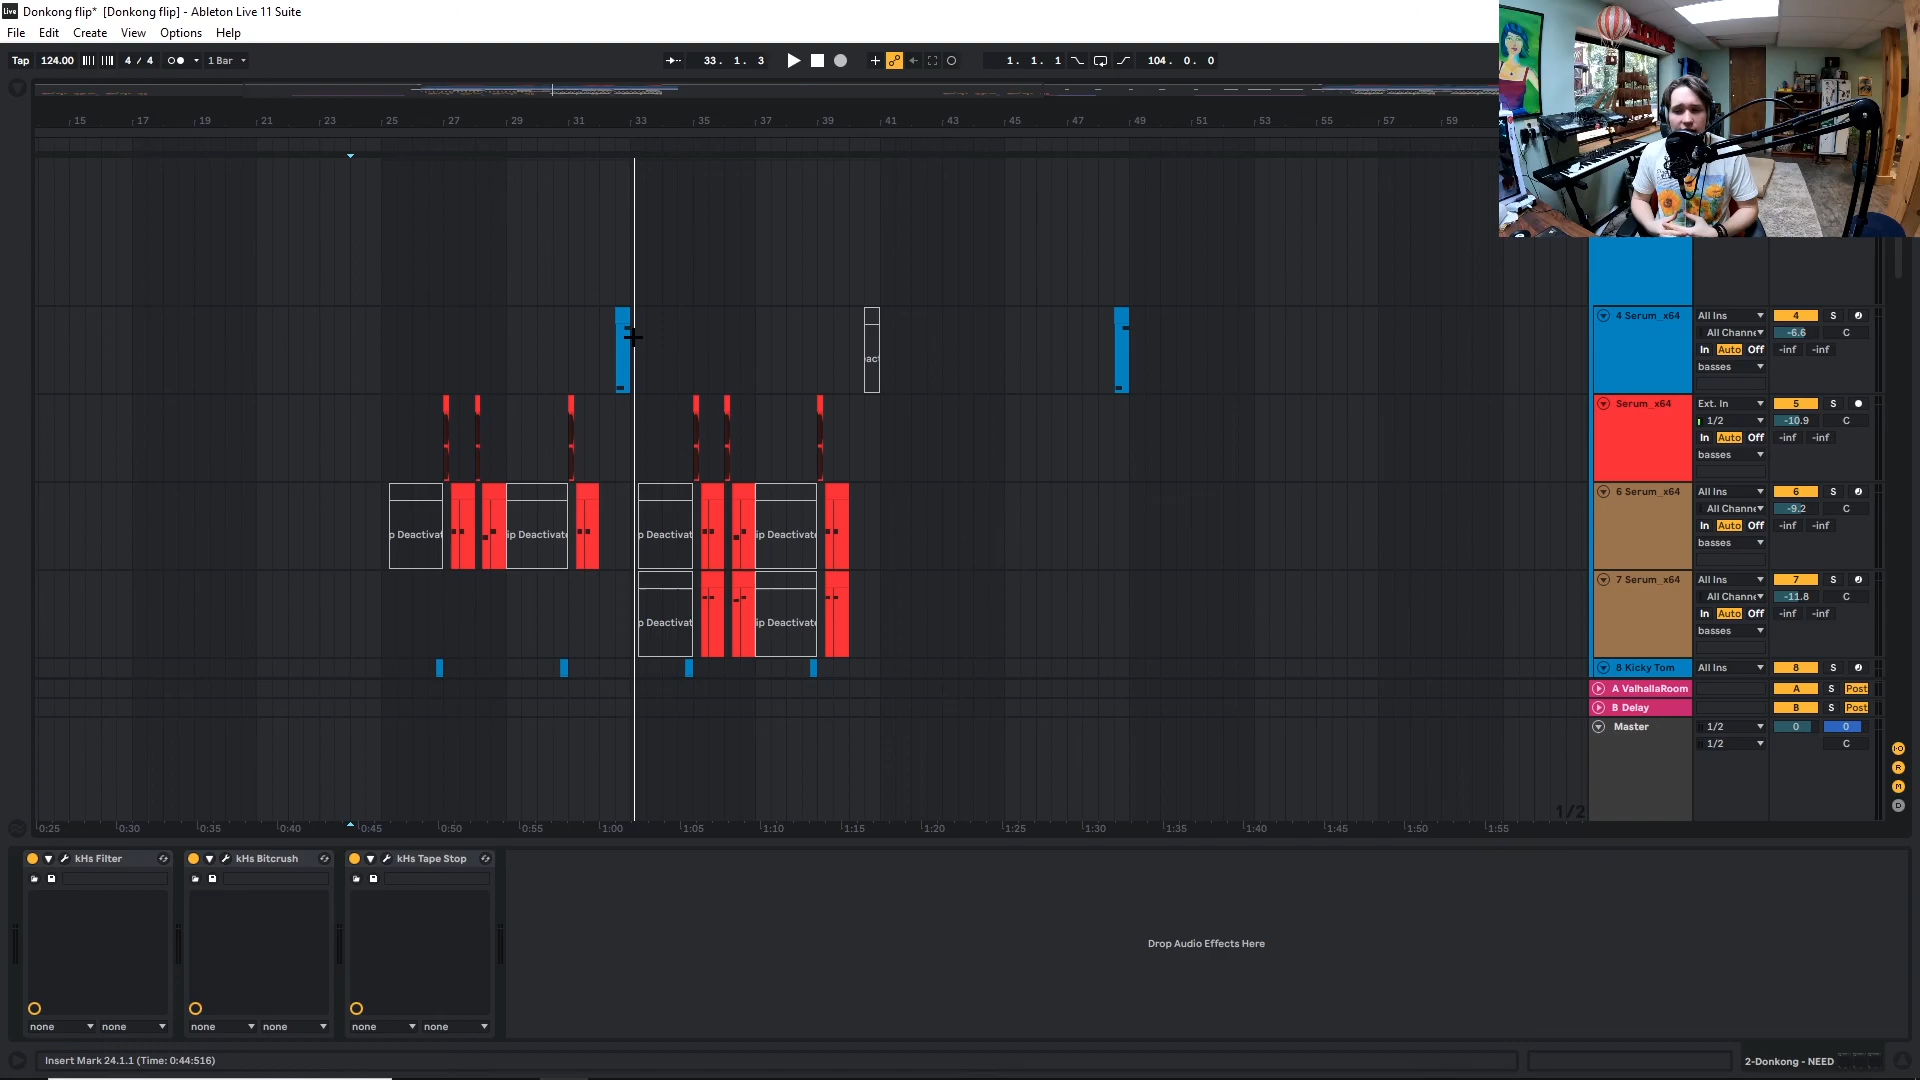 Donkong flip*  [Donkong flip] - Ableton Live 11 Suite
File Edit Create View Options Help
Tap 124.00 4 / 4 1 Bar 33. 1. 3 1. 1. 1 104. 0. 0
15 17 19 21 23 25 27 29 31 33 35 37 39 41 43 45 47 49 51 53 55 57 59
4 Serum_x64 All Ins 4 S
All Channe -6.6 C
In Auto Off -inf -inf
basses
Serum_x64 Ext. In 5 S
1/2 -10.9 C
In Auto Off -inf -inf
basses
p Deactivat ip Deactivate p Deactivat ip Deactivate
6 Serum_x64 All Ins 6 S
All Channe -9.2 C
In Auto Off -inf -inf
basses
p Deactivat ip Deactivate
7 Serum_x64 All Ins 7 S
All Channe -11.8 C
In Auto Off -inf -inf
basses
8 Kicky Tom All Ins 8 S
A ValhallaRoom A S Post
B Delay B S Post
Master 1/2 0 0
1/2 C
1/2
0:25 0:30 0:35 0:40 0:45 0:50 0:55 1:00 1:05 1:10 1:15 1:20 1:25 1:30 1:35 1:40 1:45 1:50 1:55
kHs Filter kHs Bitcrush kHs Tape Stop
Drop Audio Effects Here
none none none none none none
Insert Mark 24.1.1 (Time: 0:44:516)
2-Donkong - NEED